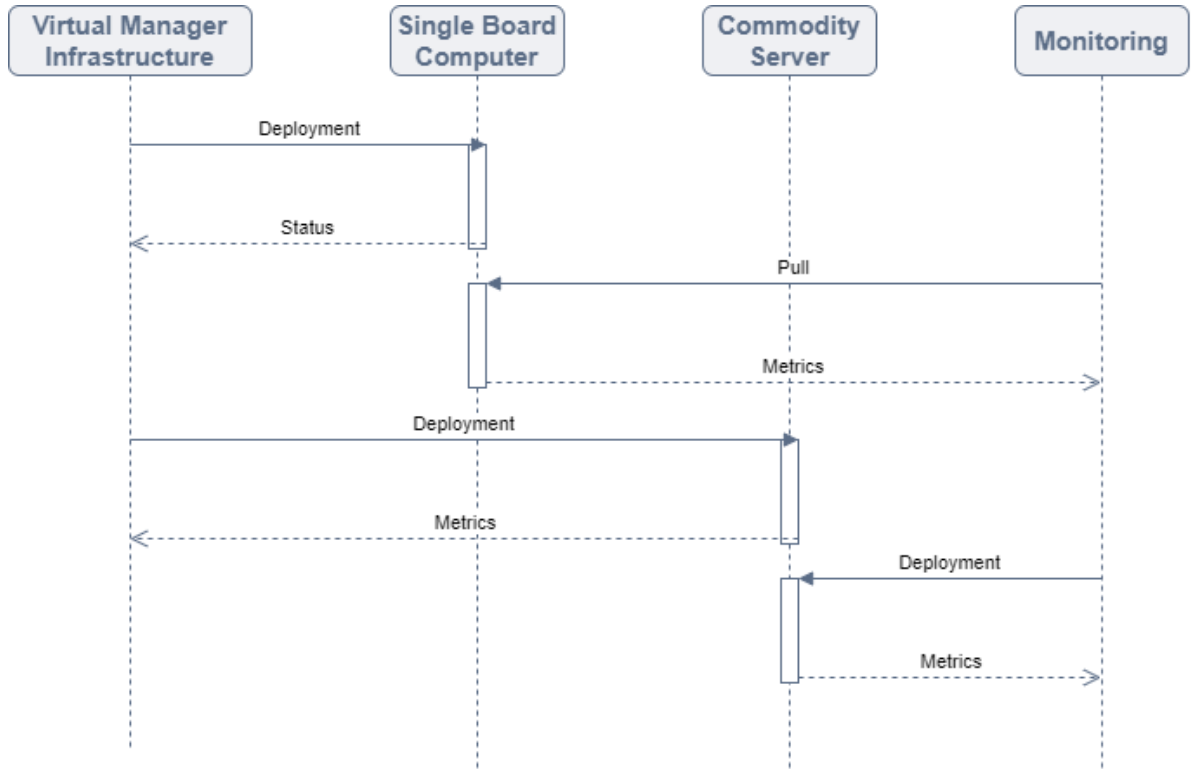 Virtual Manager
Infrastructure
Single Board
Computer
Commodity
Server
Monitoring
Deployment
Status
Pull
Metrics
Deployment
Metrics
Deployment
Metrics